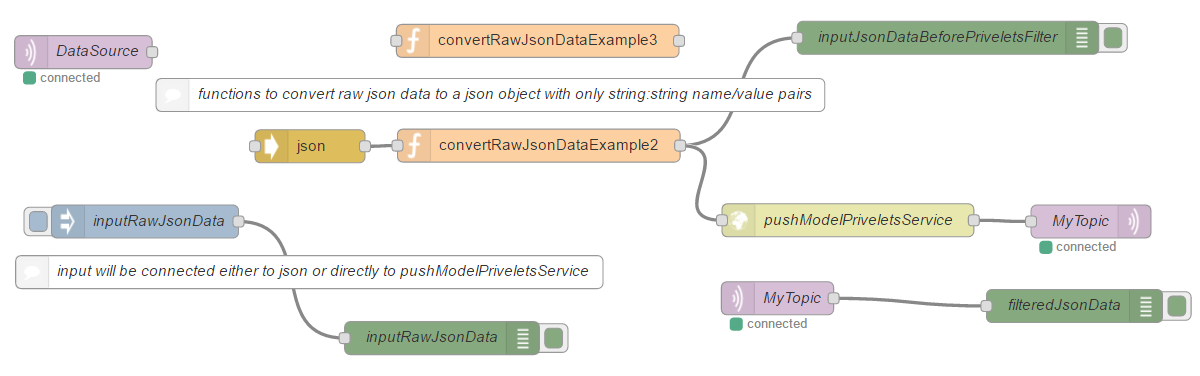 DataSource
connected
convertRawJsonDataExample3
inputJsonDataBeforePriveletsFilter
functions to convert raw json data to a json object with only string:string name/value pairs
json
convertRawJsonDataExample2
inputRawJsonData
pushModelPriveletsService
MyTopic
connected
input will be connected either to json or directly to pushModelPriveletsService
MyTopic
connected
filteredJsonData
inputRawJsonData